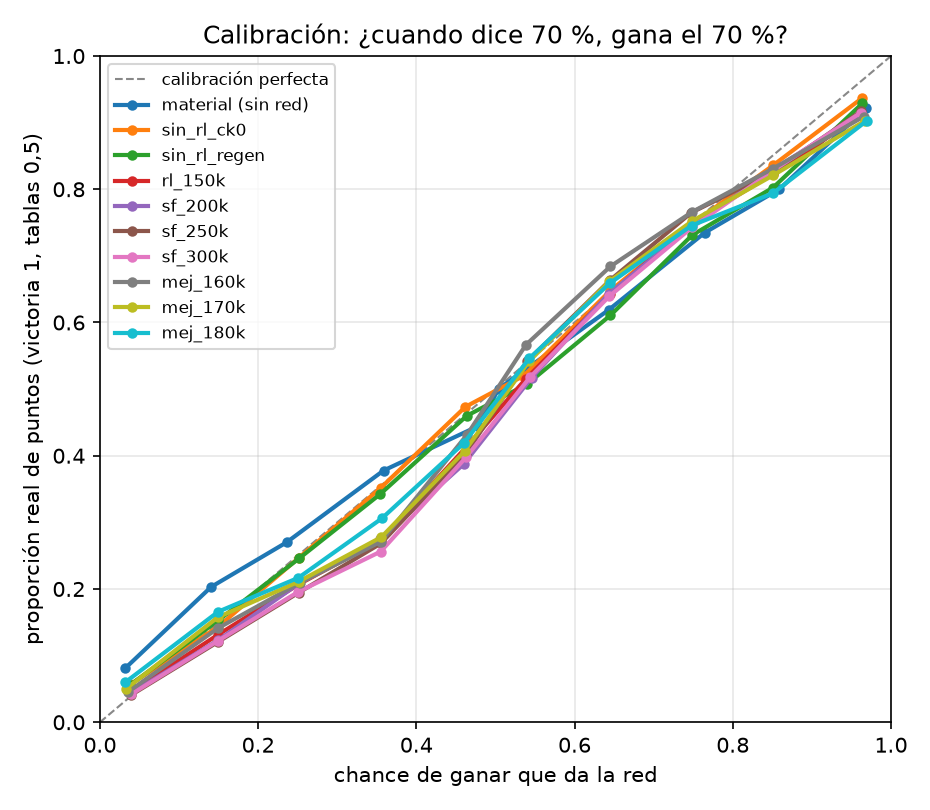 Calibración: ¿cuando dice 70 %, gana el 70 %?
calibración perfecta
material (sin red)
sin_rl_ck0
sin_rl_regen
rl_150k
sf_200k
sf_250k
sf_300k
mej_160k
mej_170k
mej_180k
proporción real de puntos (victoria 1, tablas 0,5)
1.0
0.8
0.6
0.4
0.2
0.0
0.0 0.2 0.4 0.6 0.8 1.0
chance de ganar que da la red